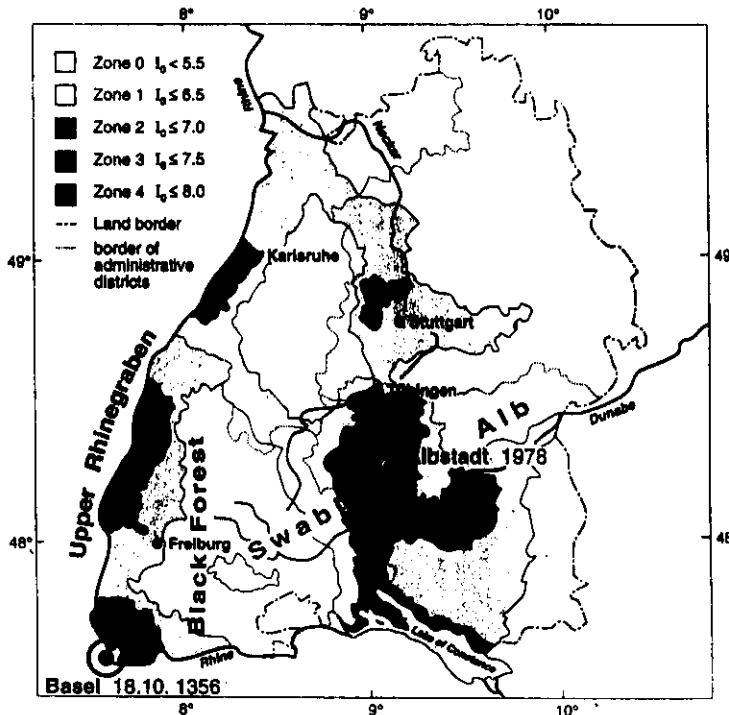 8°
9°
10°
Zone 0 I₀ < 5.5
Zone 1 I₀ ≤ 6.5
Zone 2 I₀ ≤ 7.0
Zone 3 I₀ ≤ 7.5
Zone 4 I₀ ≤ 8.0
Land border
border of
administrative
districts
Rhine
Neckar
49°
Karlsruhe
49
Stuttgart
Upper Rhinegraben
Black Forest
Swab
Alb
Dunabe
lbstadt 1978
48°
Freiburg
48
Rhine
Lake of Constance
Basel 18.10. 1356
8°
9°
10°